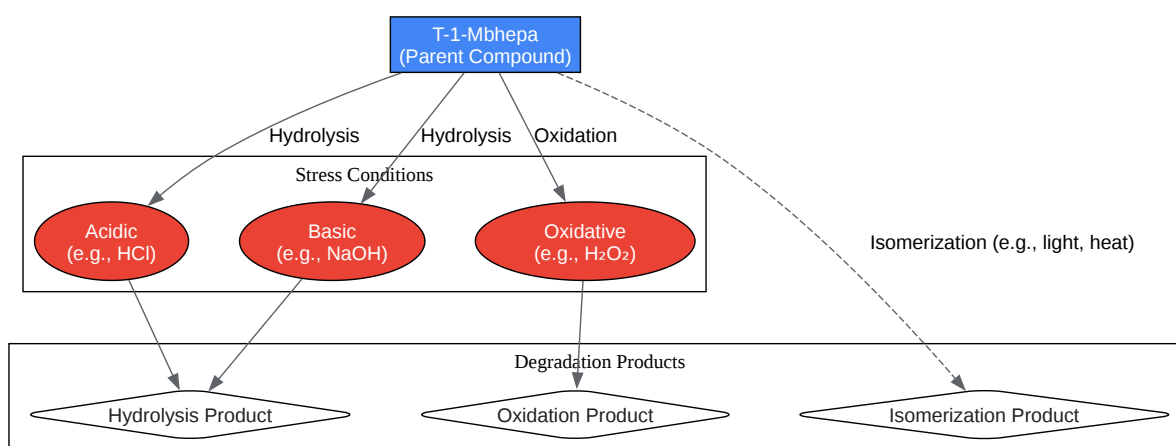 T-1-Mbhepa
(Parent Compound)
Hydrolysis
Hydrolysis
Oxidation
Stress Conditions
Acidic
(e.g., HCl)
Basic
(e.g., NaOH)
Oxidative
(e.g., H₂O₂)
Isomerization (e.g., light, heat)
Degradation Products
Hydrolysis Product
Oxidation Product
Isomerization Product